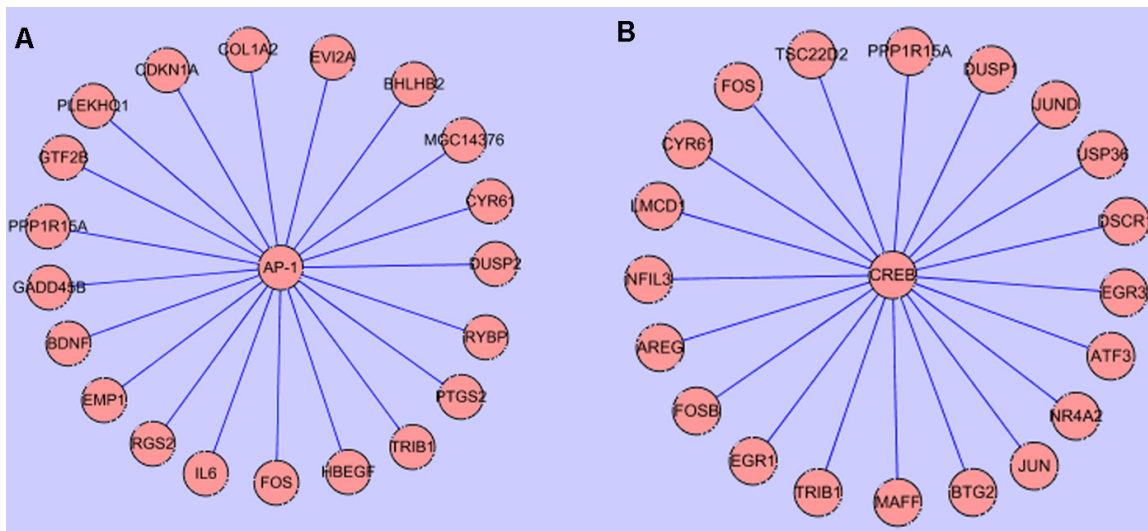 A
COL1A2
EVI2A
CDKN1A
BHLHB2
PLEKHQ1
MGC14376
GTF2B
CYR61
PPP1R15A
AP-1
DUSP2
GADD45B
BDNF
RYBP
EMP1
PTGS2
RGS2
TRIB1
IL6
FOS
HBEGF
B
TSC22D2
PPP1R15A
DUSP1
FOS
JUND
CYR61
USP36
LMCD1
DSCR1
NFIL3
CREB
EGR3
AREG
ATF3
FOSB
NR4A2
EGR1
JUN
TRIB1
MAFF
BTG2